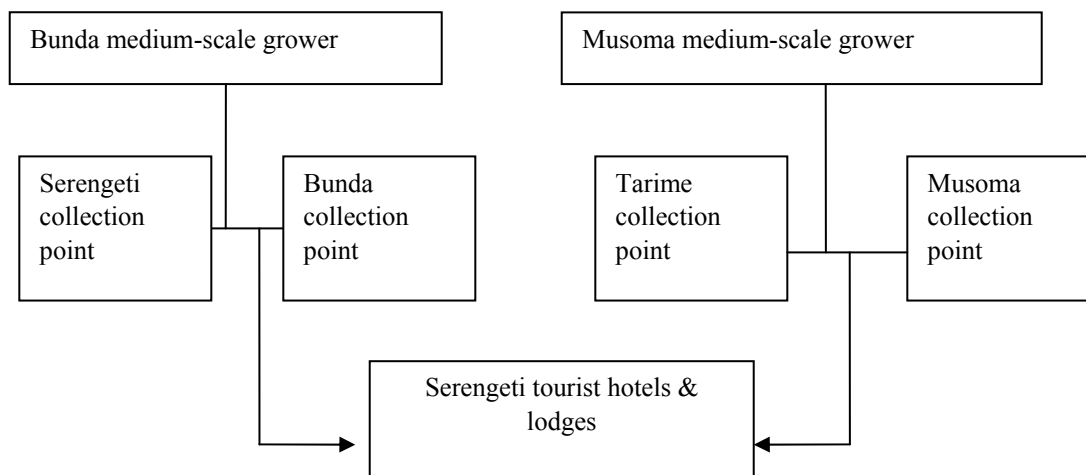 Bunda medium-scale grower
Musoma medium-scale grower
Serengeti
collection
point
Bunda
collection
point
Tarime
collection
point
Musoma
collection
point
Serengeti tourist hotels &
lodges